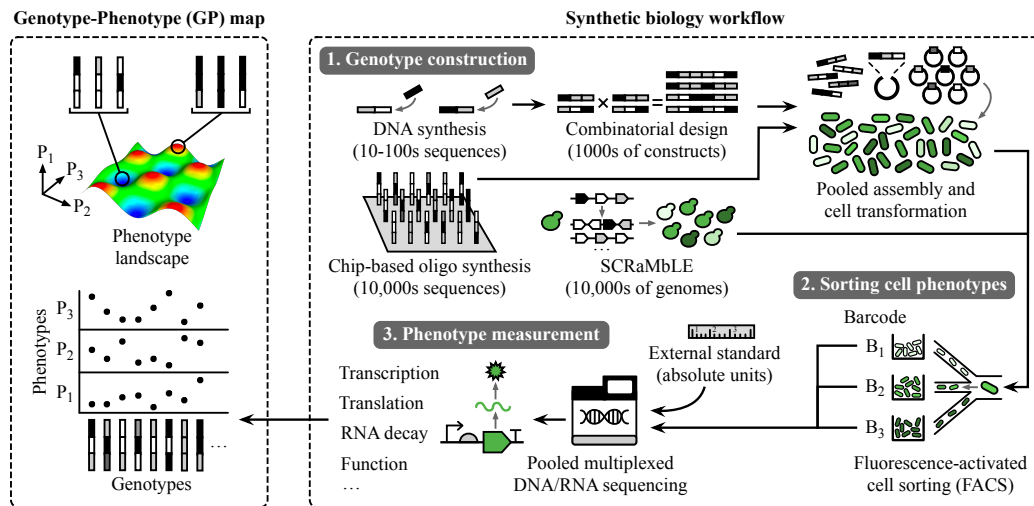 Genotype-Phenotype (GP) map
P1
P3
P2
Phenotype
landscape
Phenotypes
P3
P2
P1
...
Genotypes
Synthetic biology workflow
1. Genotype construction
DNA synthesis
(10-100s sequences)
×
=
Combinatorial design
(1000s of constructs)
Pooled assembly and
cell transformation
Chip-based oligo synthesis
(10,000s sequences)
...
SCRaMbLE
(10,000s of genomes)
2. Sorting cell phenotypes
Barcode
B1
B2
B3
Fluorescence-activated
cell sorting (FACS)
3. Phenotype measurement
1 2 3
External standard
(absolute units)
Transcription
Translation
RNA decay
Function
...
Pooled multiplexed
DNA/RNA sequencing